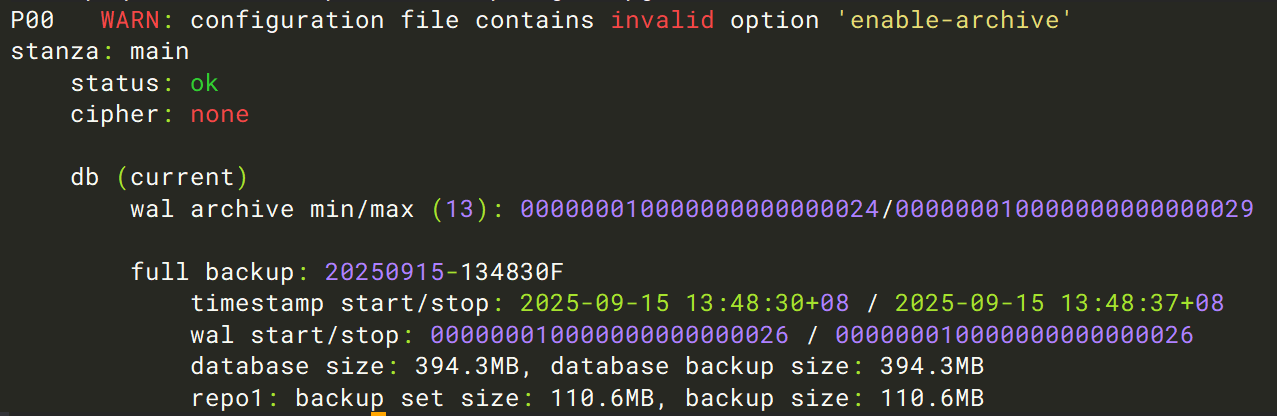 P00   WARN: configuration file contains invalid option 'enable-archive'
stanza: main
    status: ok
    cipher: none
    db (current)
        wal archive min/max (13): 000000010000000000000024/000000010000000000000029
        full backup: 20250915-134830F
            timestamp start/stop: 2025-09-15 13:48:30+08 / 2025-09-15 13:48:37+08
            wal start/stop: 000000010000000000000026 / 000000010000000000000026
            database size: 394.3MB, database backup size: 394.3MB
            repo1: backup set size: 110.6MB, backup size: 110.6MB